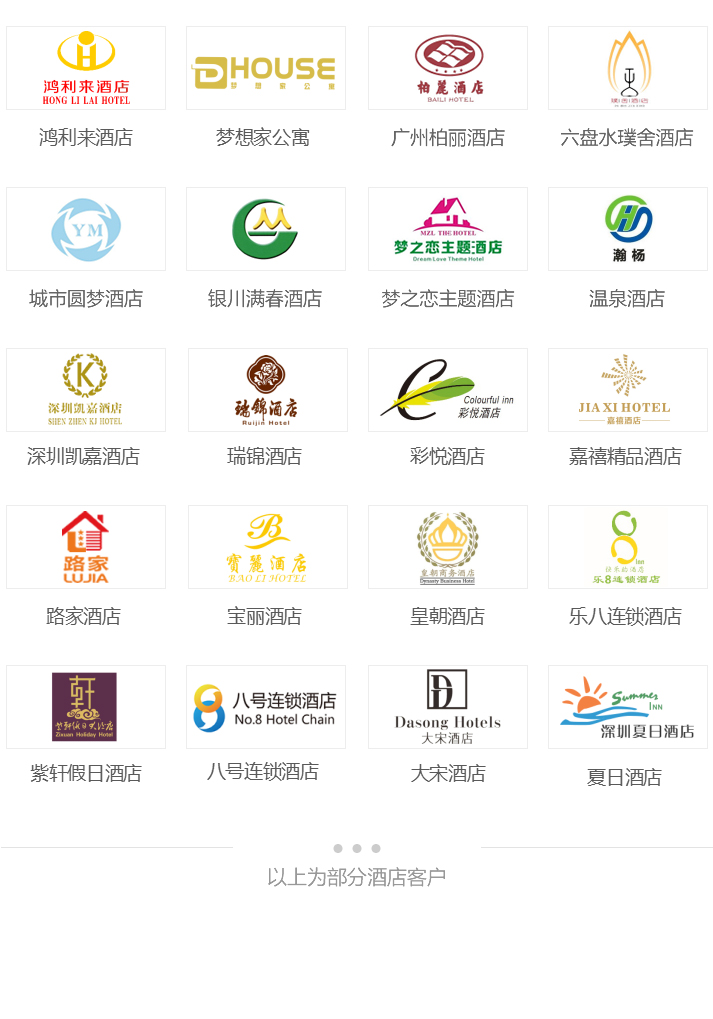 鸿利来酒店
HONG LI LAI HOTEL
鸿利来酒店
DHOUSE
梦想家公寓
梦想家公寓
柏麓酒店
BAILI HOTEL
广州柏丽酒店
璞舍酒店
六盘水璞舍酒店
YM
城市圆梦酒店
银川满春酒店
MZL THE HOTEL
梦之恋主题酒店
Dream Love Theme Hotel
梦之恋主题酒店
瀚杨
温泉酒店
K
深圳凯嘉酒店
SHEN ZHEN KJ HOTEL
深圳凯嘉酒店
瑞锦酒店
Ruijin Hotel
瑞锦酒店
Colourful inn
彩悦酒店
彩悦酒店
JIA XI HOTEL
嘉禧酒店
嘉禧精品酒店
路家
LUJIA
路家酒店
B
寶麗酒店
BAO LI HOTEL
宝丽酒店
皇朝商务酒店
Dynasty Business Hotel
皇朝酒店
Inn
快乐的酒店
乐8连锁酒店
乐八连锁酒店
轩
紫轩假日大酒店
Zixuan Holiday Hotel
紫轩假日酒店
八号连锁酒店
No.8 Hotel Chain
八号连锁酒店
Dasong Hotels
大宋酒店
大宋酒店
Summer
INN
深圳夏日酒店
夏日酒店
以上为部分酒店客户